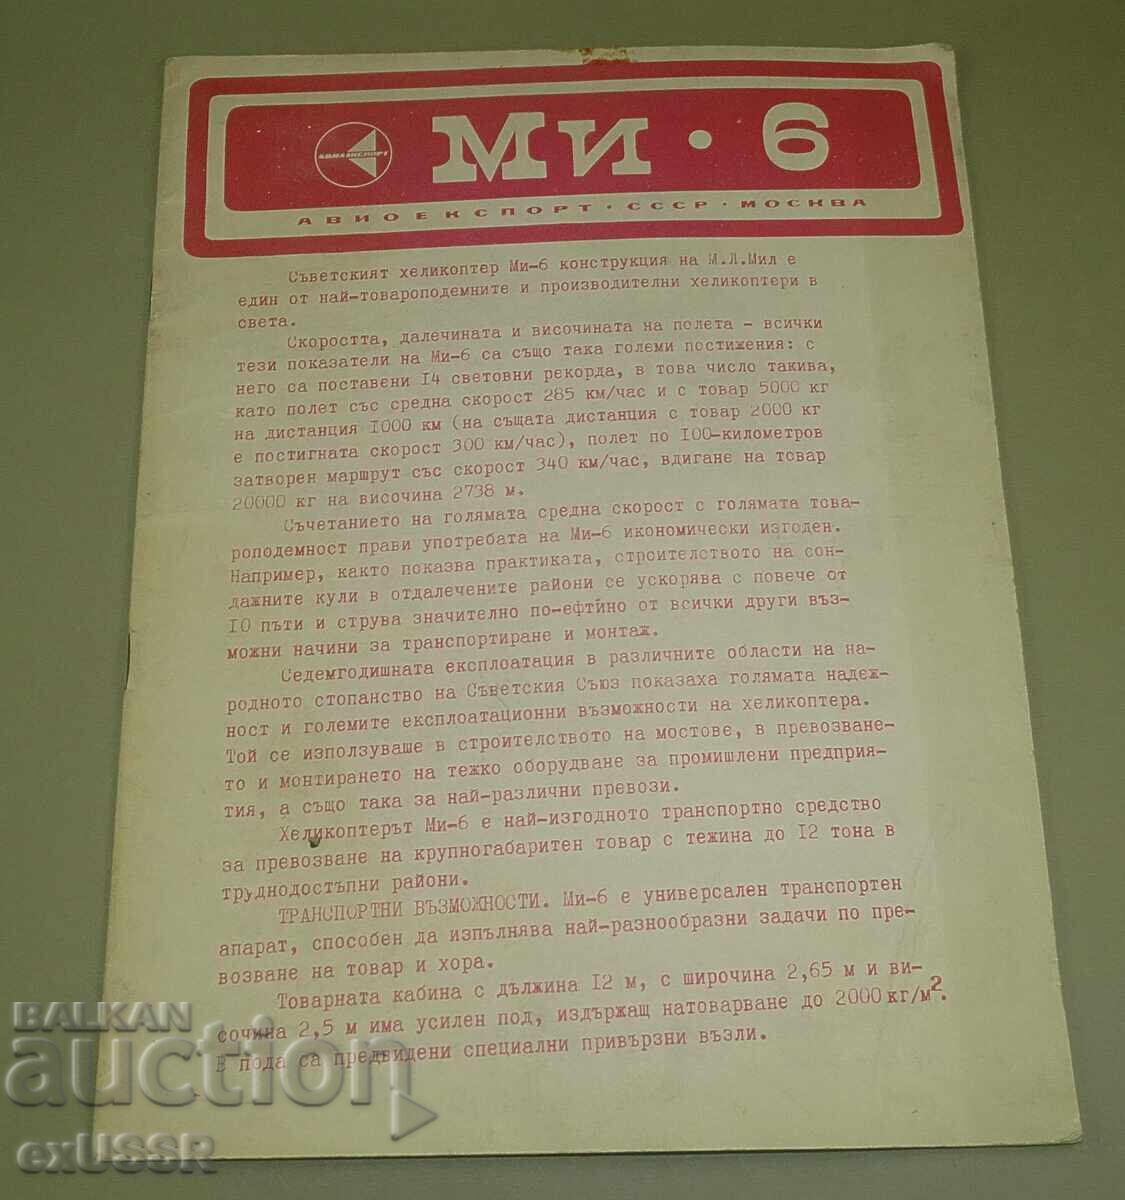 АВИАЭКСПОРТ
Ми · 6
АВИОЕКСПОРТ · СССР · МОСКВА
Съветският хеликоптер Ми-6 конструкция на М.Л.Мил е
един от най-товароподемните и производителни хеликоптери в
света.
Скоростта, далечината и височината на полета - всички
тези показатели на Ми-6 са също така големи постижения: с
него са поставени 14 световни рекорда, в това число такива,
като полет със средна скорост 285 км/час и с товар 5000 кг
на дистанция 1000 км (на същата дистанция с товар 2000 кг
е постигната скорост 300 км/час), полет по 100-километров
затворен маршрут със скорост 340 км/час, вдигане на товар
20000 кг на височина 2738 м.
Съчетанието на голямата средна скорост с голямата това-
роподемност прави употребата на Ми-6 икономически изгоден.
Например, както показва практиката, строителството на сон-
дажните кули в отдалечените райони се ускорява с повече от
10 пъти и струва значително по-ефтино от всички други въз-
можни начини за транспортиране и монтаж.
Седемгодишната експлоатация в различните области на на-
родното стопанство на Съветския Съюз показаха голямата надеж-
ност и големите експлоатационни възможности на хеликоптера.
Той се използуваше в строителството на мостове, в превозване-
то и монтирането на тежко оборудване за промишлени предприя-
тия, а също така за най-различни превози.
Хеликоптерът Ми-6 е най-изгодното транспортно средство
за превозване на крупногабаритен товар с тежина до 12 тона в
труднодостъпни райони.
ТРАНСПОРТНИ ВЪЗМОЖНОСТИ. Ми-6 е универсален транспортен
апарат, способен да изпълнява най-разнообразни задачи по пре-
возване на товар и хора.
Товарната кабина с дължина 12 м, с широчина 2,65 м и ви-
сочина 2,5 м има усилен под, издържащ натоварване до 2000 кг/м².
В пода са предвидени специални привързни възли.
BALKAN
auction
exUSSR